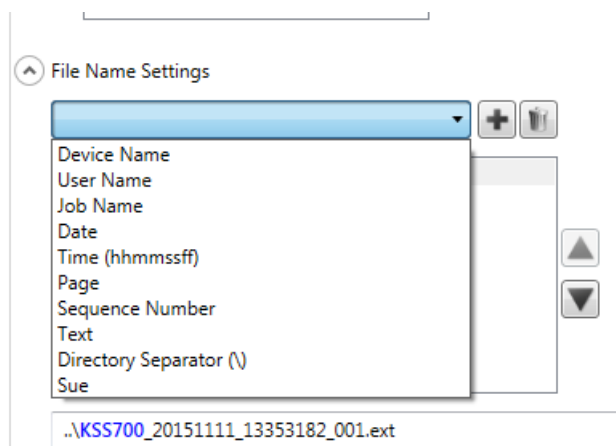 File Name Settings
Device Name
User Name
Job Name
Date
Time (hhmmssff)
Page
Sequence Number
Text
Directory Separator (\)
Sue
..\KSS700_20151111_13353182_001.ext